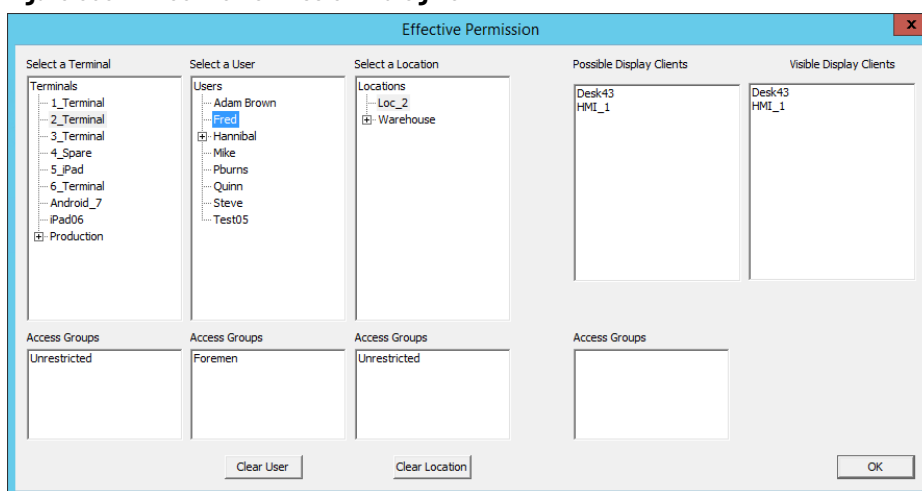 Effective Permission
x
Select a Terminal
Select a User
Select a Location
Possible Display Clients
Visible Display Clients
Terminals
1_Terminal
2_Terminal
3_Terminal
4_Spare
5_iPad
6_Terminal
Android_7
iPad06
Production
Users
Adam Brown
Fred
Hannibal
Mike
Pburns
Quinn
Steve
Test05
Locations
Loc_2
Warehouse
Desk43
HMI_1
Desk43
HMI_1
Access Groups
Access Groups
Access Groups
Access Groups
Unrestricted
Foremen
Unrestricted
Clear User
Clear Location
OK